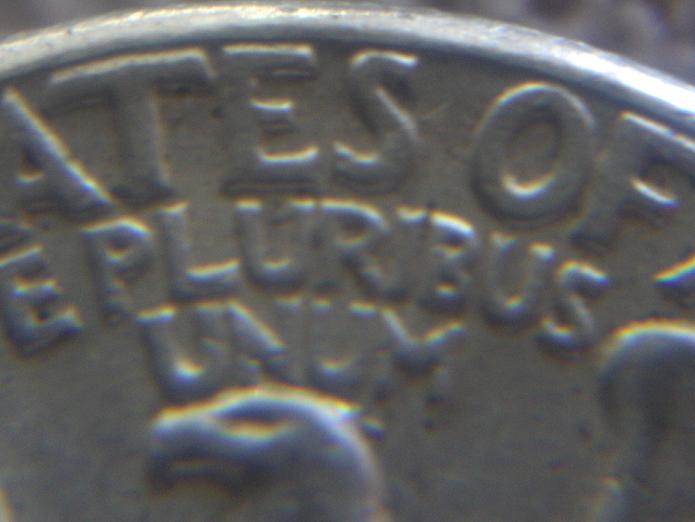 ATES OF
E PLURIBUS
UNUM